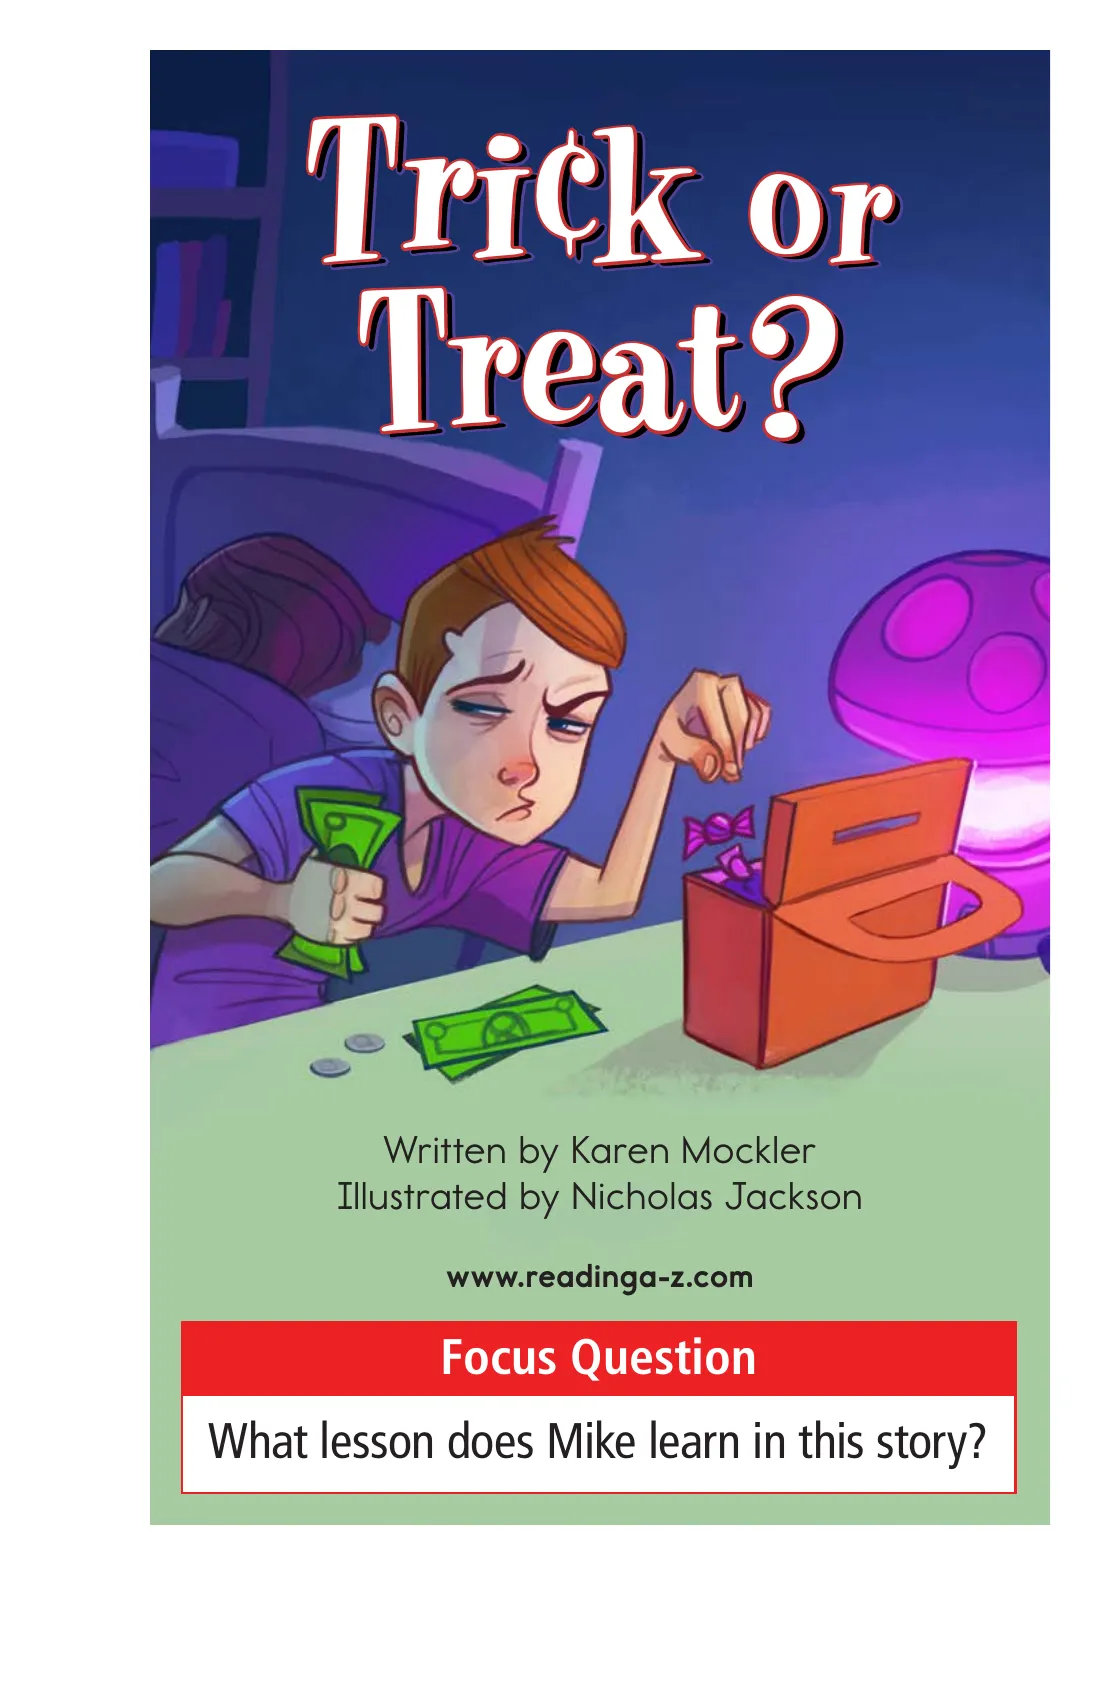 Tri¢k or
Treat?
Written by Karen Mockler
Illustrated by Nicholas Jackson
www.readinga-z.com
Focus Question
What lesson does Mike learn in this story?